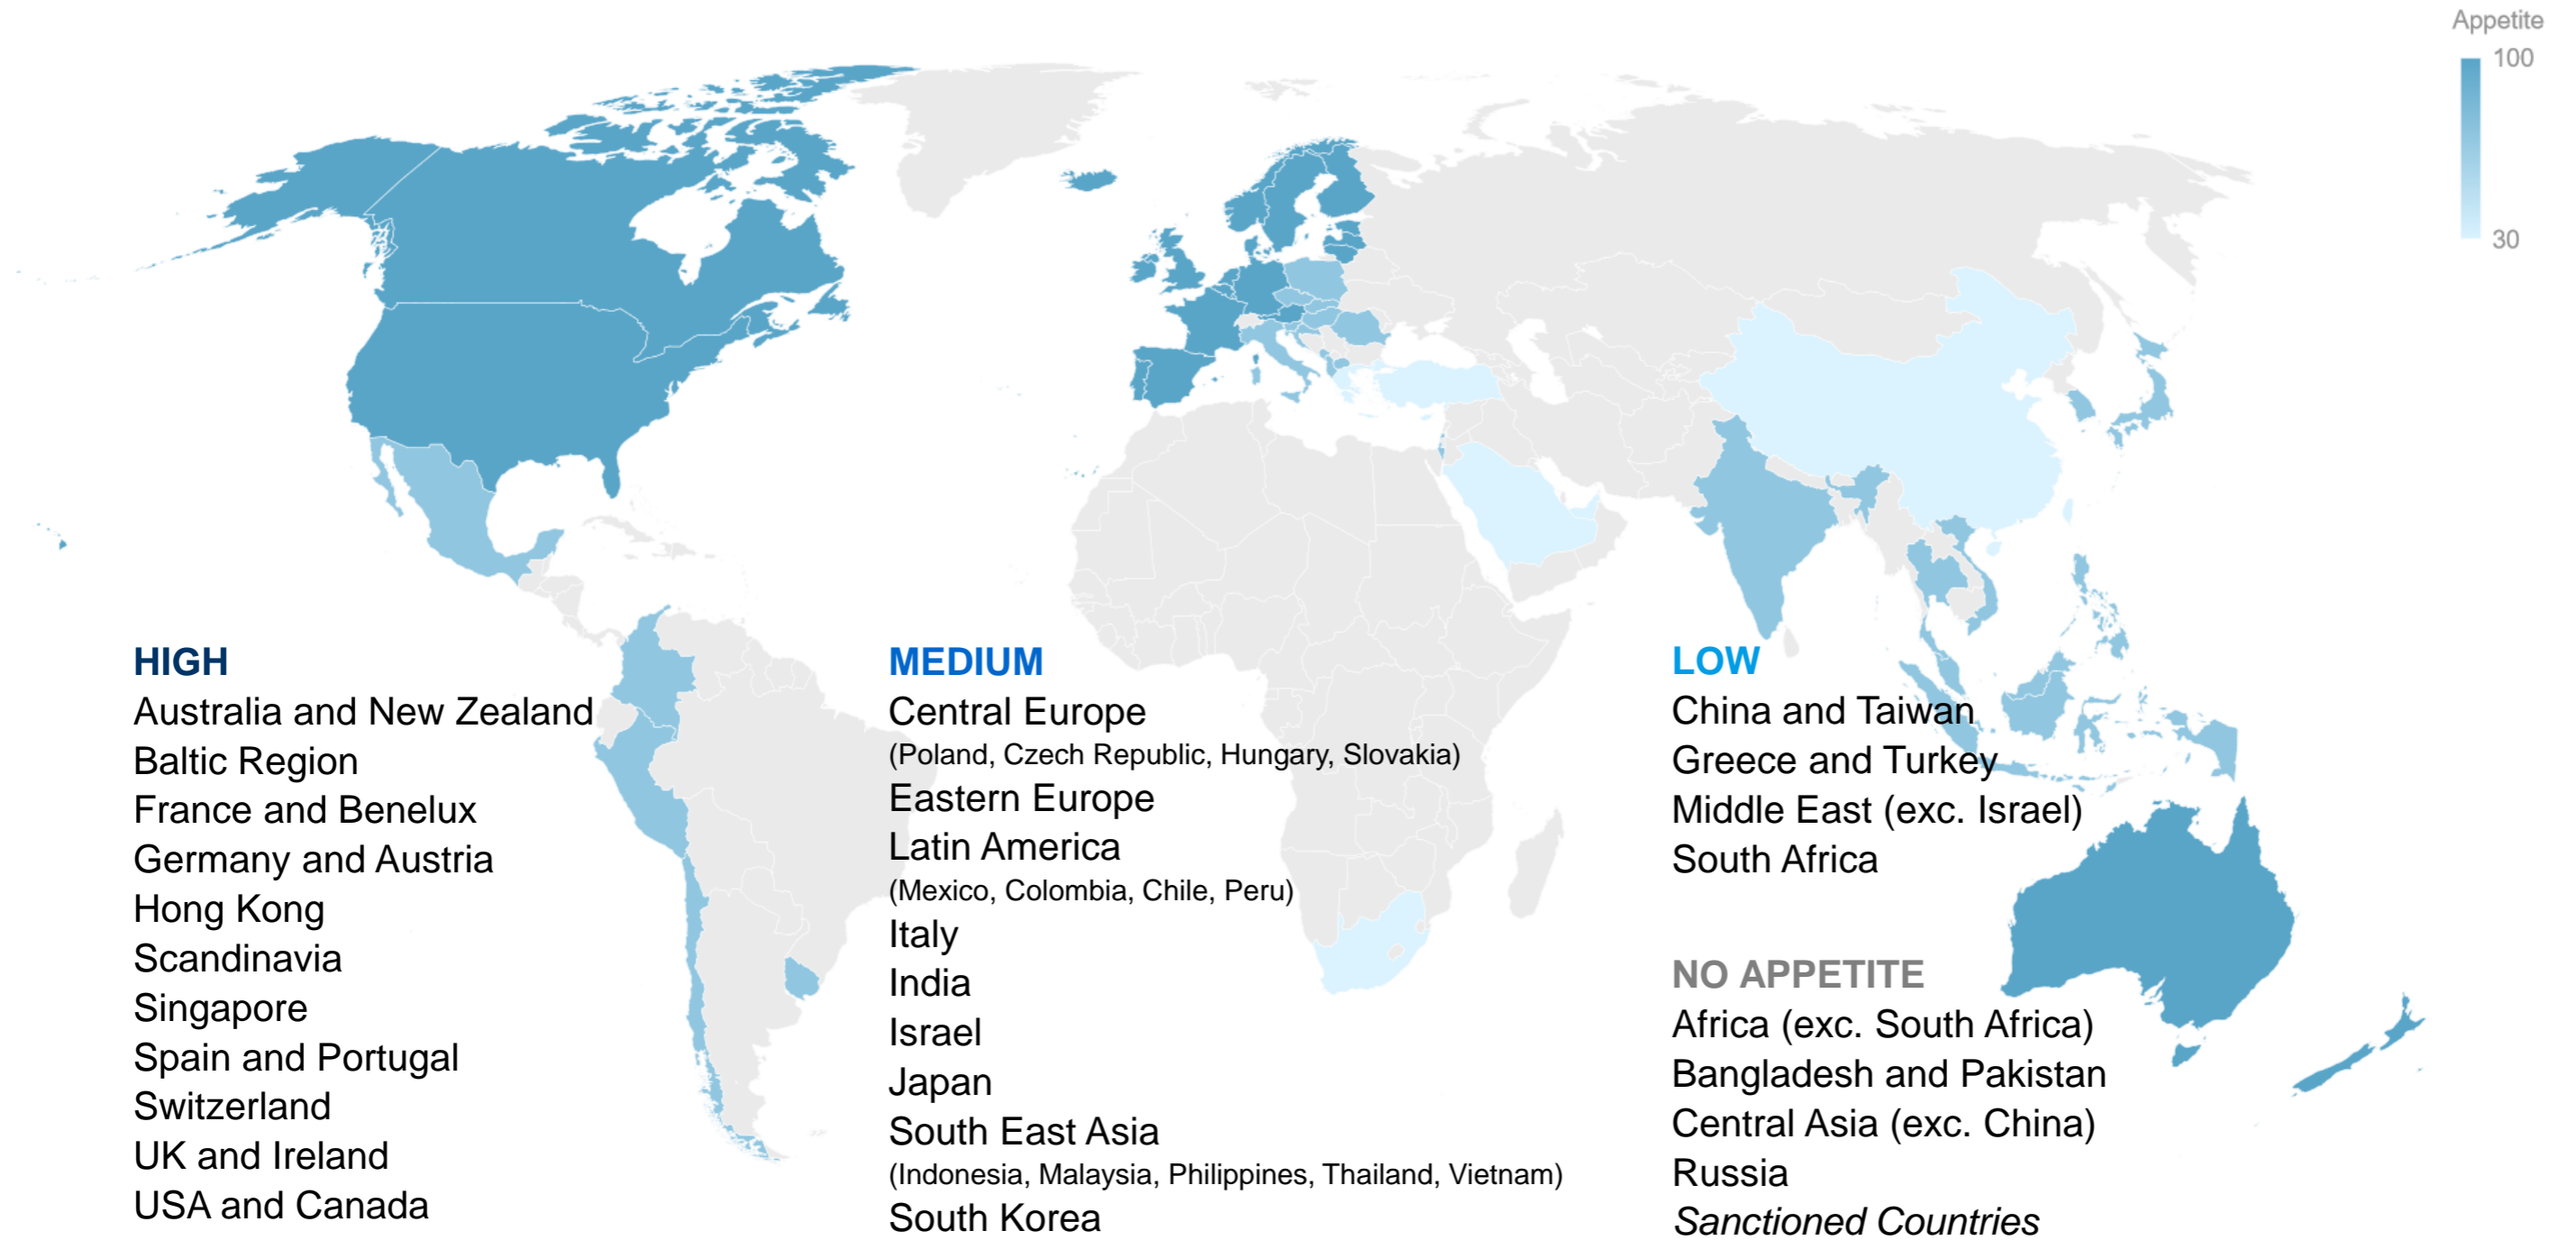 Appetite
100
30
HIGH
Australia and New Zealand
Baltic Region
France and Benelux
Germany and Austria
Hong Kong
Scandinavia
Singapore
Spain and Portugal
Switzerland
UK and Ireland
USA and Canada
MEDIUM
Central Europe
(Poland, Czech Republic, Hungary, Slovakia)
Eastern Europe
Latin America
(Mexico, Colombia, Chile, Peru)
Italy
India
Israel
Japan
South East Asia
(Indonesia, Malaysia, Philippines, Thailand, Vietnam)
South Korea
LOW
China and Taiwan
Greece and Turkey
Middle East (exc. Israel)
South Africa
NO APPETITE
Africa (exc. South Africa)
Bangladesh and Pakistan
Central Asia (exc. China)
Russia
Sanctioned Countries